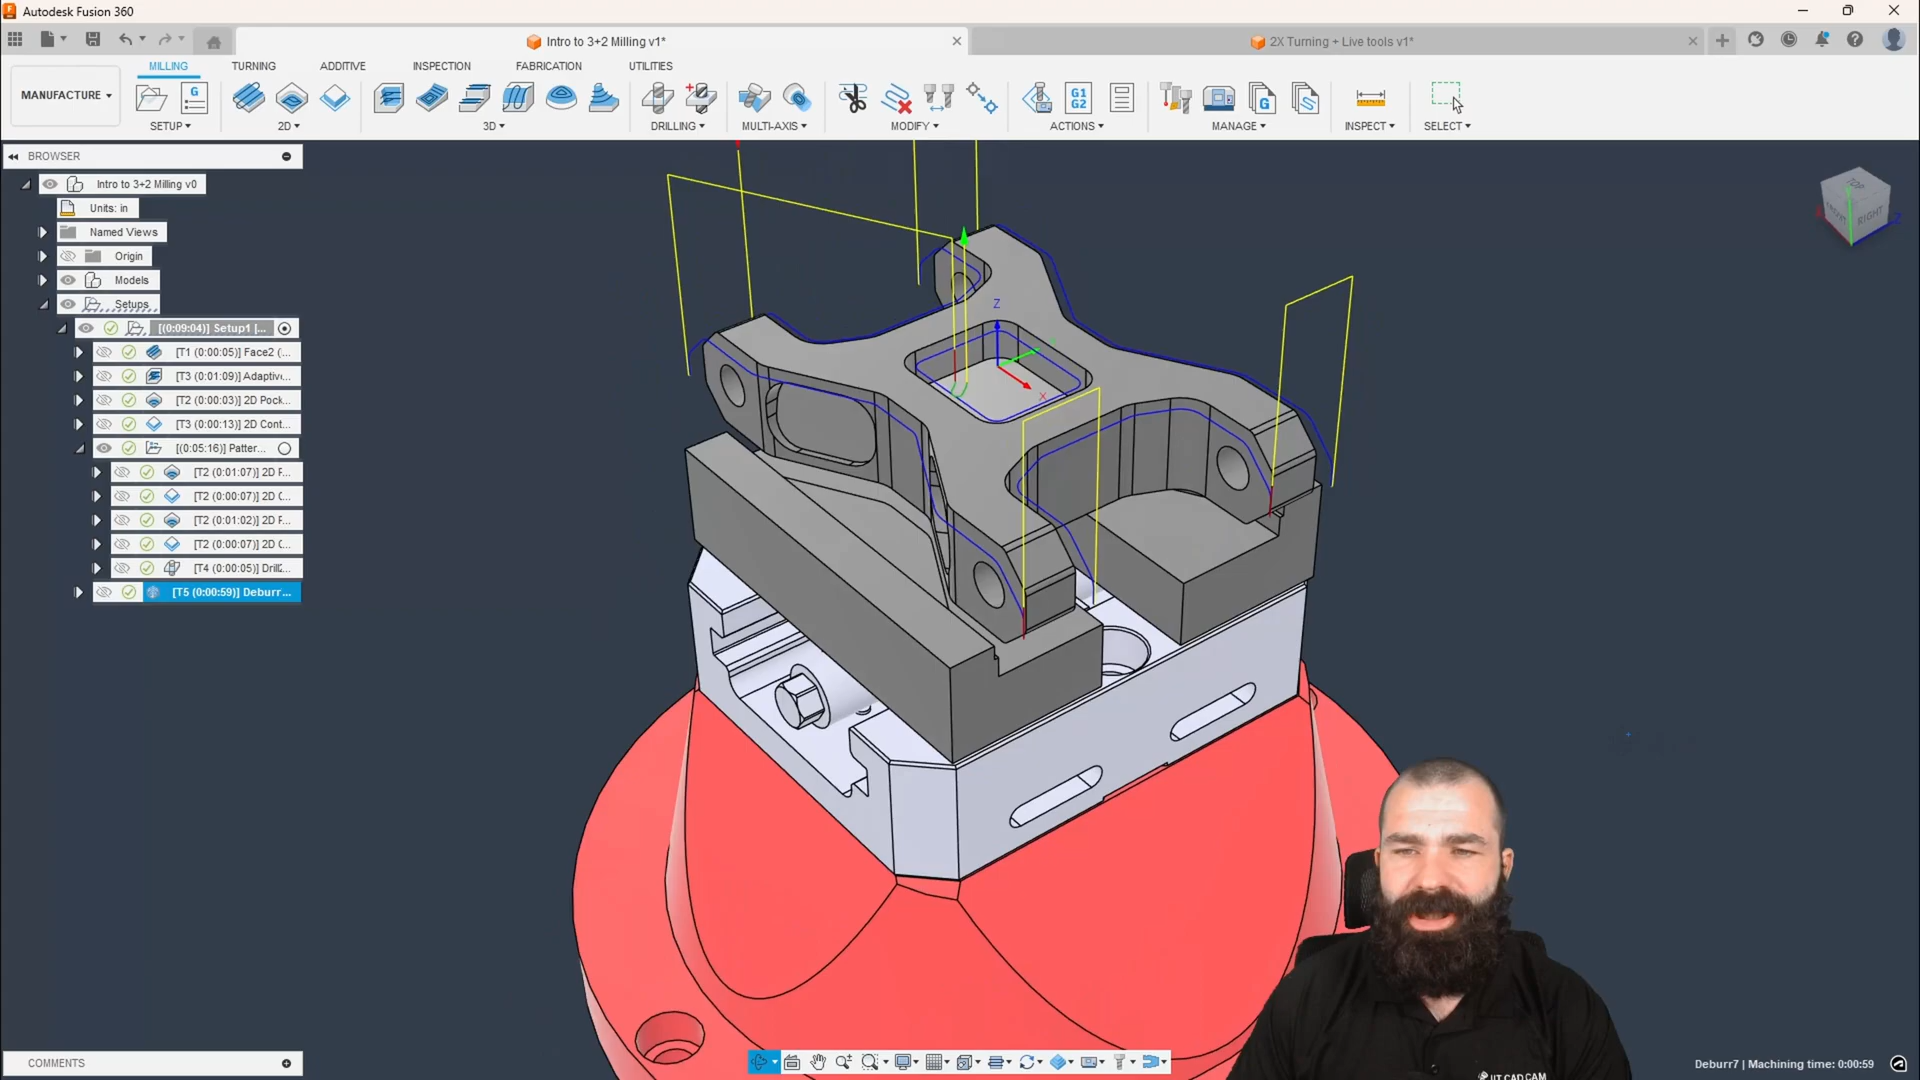 Autodesk Fusion 360
Intro to 3+2 Milling v1*
2X Turning + Live tools v1*
MILLING
TURNING
ADDITIVE
INSPECTION
FABRICATION
UTILITIES
MANUFACTURE
G
G1
G2
G
SETUP
2D
3D
DRILLING
MULTI-AXIS
MODIFY
ACTIONS
MANAGE
INSPECT
SELECT
BROWSER
Intro to 3+2 Milling v0
Units: in
Named Views
Origin
Models
Setups
[(0:09:04)] Setup1 [...
[T1 (0:00:05)] Face2 (...
[T3 (0:01:09)] Adaptiv...
[T2 (0:00:03)] 2D Pock...
[T3 (0:00:13)] 2D Cont...
[(0:05:16)] Patter...
[T2 (0:01:07)] 2D F...
[T2 (0:00:07)] 2D C...
[T2 (0:01:02)] 2D F...
[T2 (0:00:07)] 2D C...
[T4 (0:00:05)] Drill...
[T5 (0:00:59)] Deburr...
TOP
FRONT
RIGHT
Z
Z
X
COMMENTS
Deburr7 | Machining time: 0:00:59